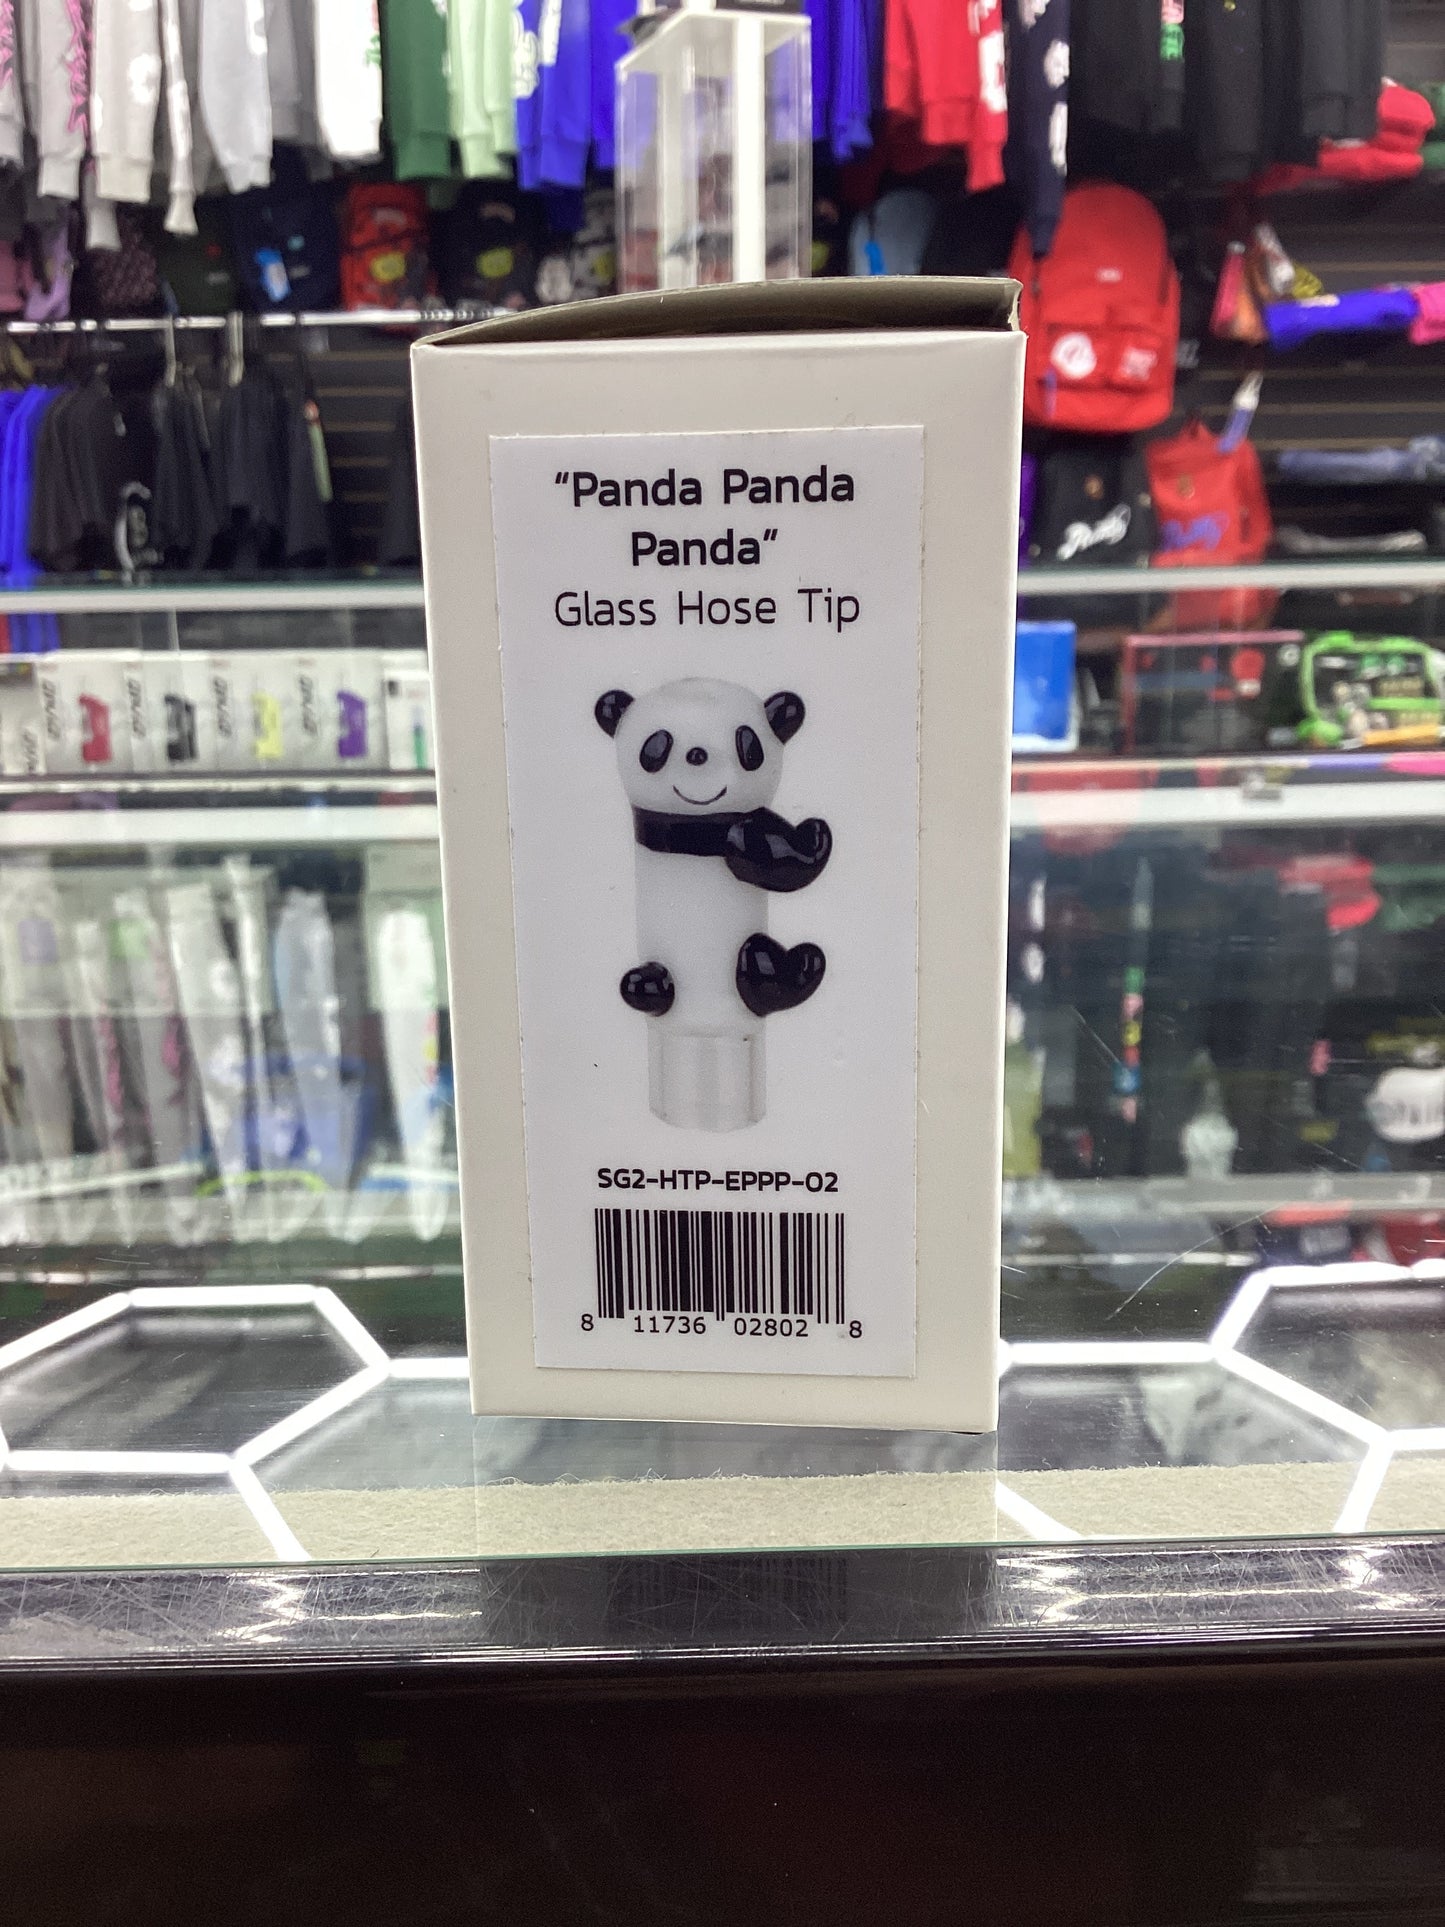 “Panda Panda
Panda”
Glass Hose Tip
SG2-HTP-EPPP-02
8 11736 02802 8